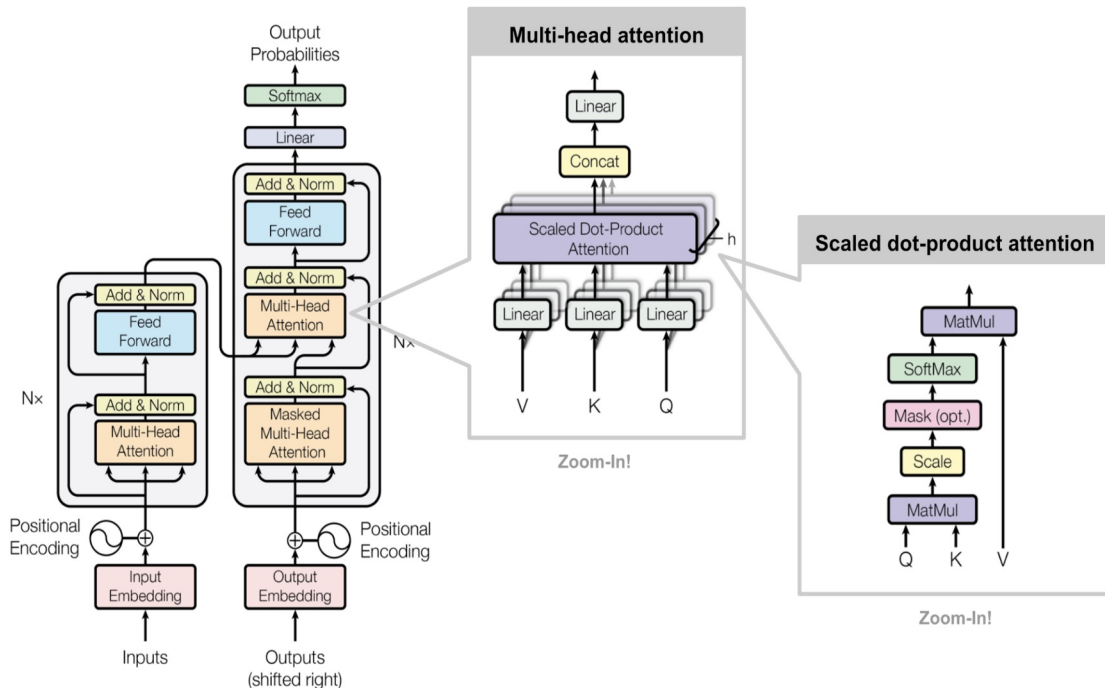 Output
Probabilities
Softmax
Linear
Add & Norm
Feed
Forward
Add & Norm
Multi-Head
Attention
Nx
Add & Norm
Masked
Multi-Head
Attention
Add & Norm
Feed
Forward
Nx
Add & Norm
Multi-Head
Attention
Positional
Encoding
Positional
Encoding
Input
Embedding
Output
Embedding
Inputs
Outputs
(shifted right)
Multi-head attention
Linear
Concat
Scaled Dot-Product
Attention
h
Linear
Linear
Linear
V
K
Q
Zoom-In!
Scaled dot-product attention
MatMul
SoftMax
Mask (opt.)
Scale
MatMul
Q
K
V
Zoom-In!